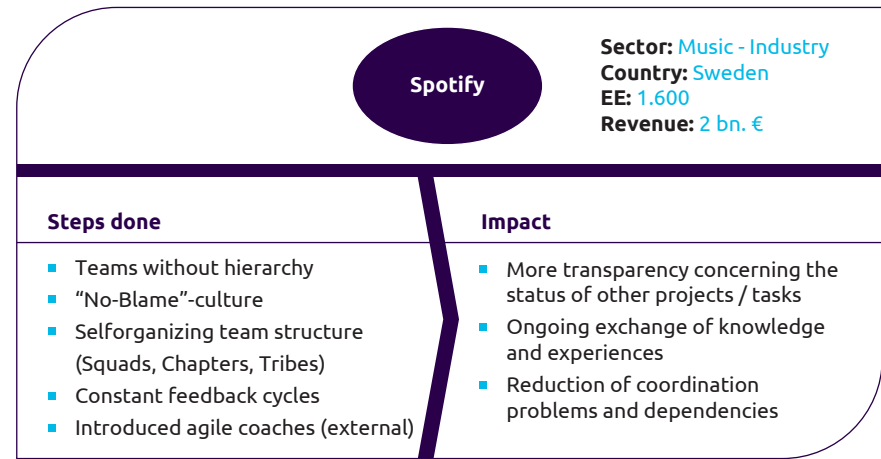 Spotify
Sector: Music - Industry
Country: Sweden
EE: 1.600
Revenue: 2 bn. €
Steps done
Teams without hierarchy
“No-Blame”-culture
Selforganizing team structure
(Squads, Chapters, Tribes)
Constant feedback cycles
Introduced agile coaches (external)
Impact
More transparency concerning the
status of other projects / tasks
Ongoing exchange of knowledge
and experiences
Reduction of coordination
problems and dependencies